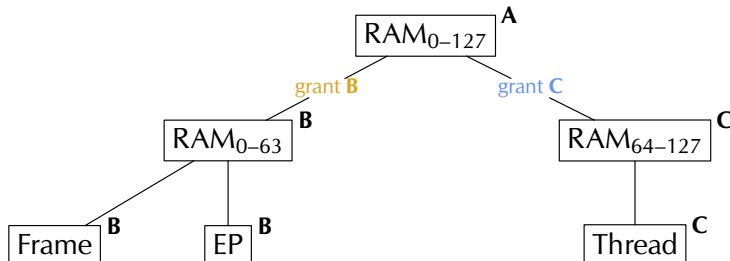 RAM₀₋₁₂₇ A
grant B grant C
RAM₀₋₆₃ B RAM₆₄₋₁₂₇ C
Frame B EP B Thread C